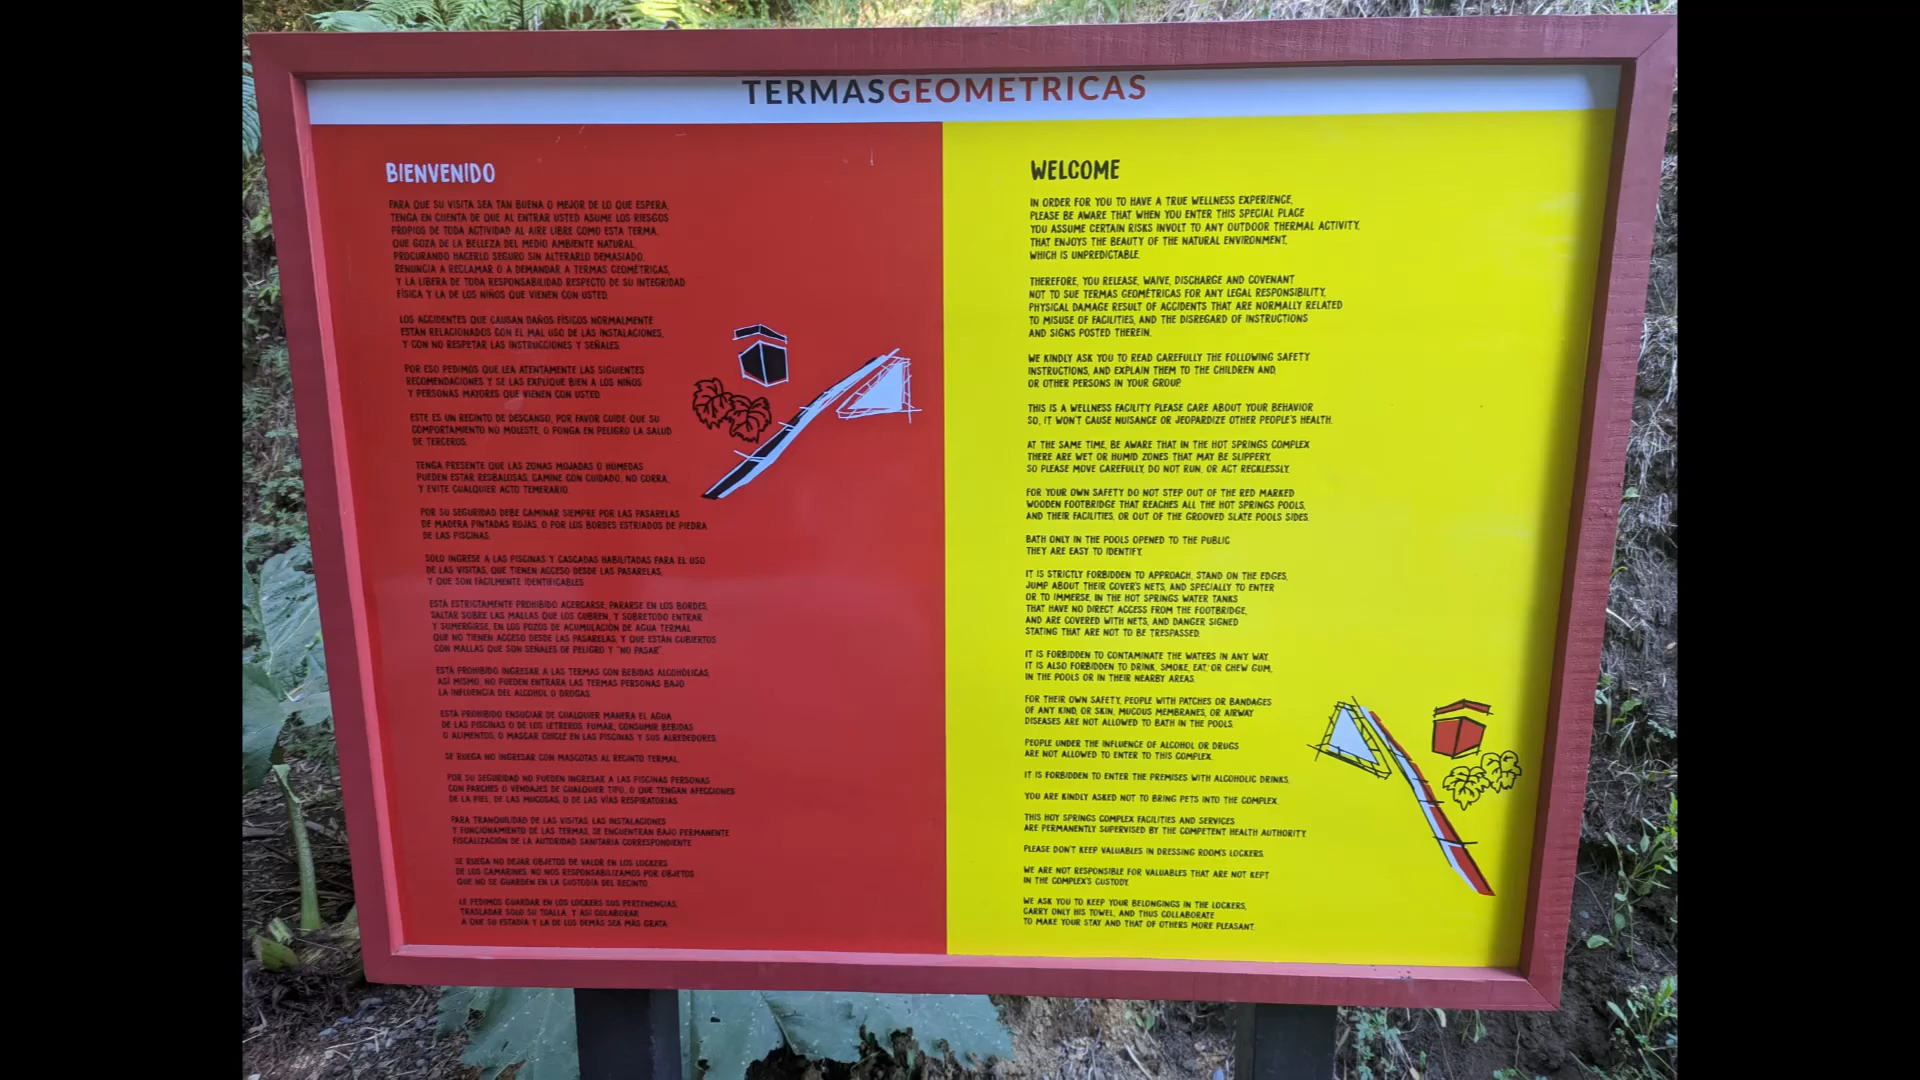 TERMASGEOMETRICAS
BIENVENIDO
PARA QUE SU VISITA SEA TAN BUENA O MEJOR DE LO QUE ESPERA,
TENGA EN CUENTA DE QUE AL ENTRAR USTED ASUME LOS RIESGOS
PROPIOS DE TODA ACTIVIDAD AL AIRE LIBRE COMO ESTA TERMA,
QUE GOZA DE LA BELLEZA DEL MEDIO AMBIENTE NATURAL,
PROCURANDO HACERLO SEGURO SIN ALTERARLO DEMASIADO.
RENUNCIA A RECLAMAR O A DEMANDAR A TERMAS GEOMÉTRICAS,
Y LA LIBERA DE TODA RESPONSABILIDAD RESPECTO DE SU INTEGRIDAD
FÍSICA Y LA DE LOS NIÑOS QUE VIENEN CON USTED.
LOS ACCIDENTES QUE CAUSAN DAÑOS FÍSICOS NORMALMENTE
ESTÁN RELACIONADOS CON EL MAL USO DE LAS INSTALACIONES,
Y CON NO RESPETAR LAS INSTRUCCIONES Y SEÑALES.
POR ESO PEDIMOS QUE LEA ATENTAMENTE LAS SIGUIENTES
RECOMENDACIONES Y SE LAS EXPLIQUE BIEN A LOS NIÑOS
Y PERSONAS MAYORES QUE VIENEN CON USTED.
ESTE ES UN RECINTO DE DESCANSO, POR FAVOR CUIDE QUE SU
COMPORTAMIENTO NO MOLESTE, O PONGA EN PELIGRO LA SALUD
DE TERCEROS.
TENGA PRESENTE QUE LAS ZONAS MOJADAS O HÚMEDAS
PUEDEN ESTAR RESBALOSAS, CAMINE CON CUIDADO, NO CORRA,
Y EVITE CUALQUIER ACTO TEMERARIO.
POR SU SEGURIDAD DEBE CAMINAR SIEMPRE POR LAS PASARELAS
DE MADERA PINTADAS ROJAS, O POR LOS BORDES ESTRIADOS DE PIEDRA
DE LAS PISCINAS.
SOLO INGRESE A LAS PISCINAS Y CASCADAS HABILITADAS PARA EL USO
DE LAS VISITAS, QUE TIENEN ACCESO DESDE LAS PASARELAS,
Y QUE SON FÁCILMENTE IDENTIFICABLES.
ESTÁ ESTRICTAMENTE PROHIBIDO ACERCARSE, PARARSE EN LOS BORDES,
SALTAR SOBRE LAS MALLAS QUE LOS CUBREN, Y SOBRETODO ENTRAR
Y SUMERGIRSE, EN LOS POZOS DE ACUMULACIÓN DE AGUA TERMAL
QUE NO TIENEN ACCESO DESDE LAS PASARELAS, Y QUE ESTÁN CUBIERTOS
CON MALLAS QUE SON SEÑALES DE PELIGRO Y "NO PASAR".
ESTÁ PROHIBIDO INGRESAR A LAS TERMAS CON BEBIDAS ALCOHÓLICAS,
ASÍ MISMO, NO PUEDEN ENTRARA LAS TERMAS PERSONAS BAJO
LA INFLUENCIA DEL ALCOHOL O DROGAS.
ESTÁ PROHIBIDO ENSUCIAR DE CUALQUIER MANERA EL AGUA
DE LAS PISCINAS O DE LOS LETREROS, FUMAR, CONSUMIR BEBIDAS
O ALIMENTOS, O MASCAR CHICLE EN LAS PISCINAS Y SUS ALREDEDORES.
SE RUEGA NO INGRESAR CON MASCOTAS AL RECINTO TERMAL.
POR SU SEGURIDAD NO PUEDEN INGRESAR A LAS PISCINAS PERSONAS
CON PARCHES O VENDAJES DE CUALQUIER TIPO, O QUE TENGAN AFECCIONES
DE LA PIEL, DE LAS MUCOSAS, O DE LAS VÍAS RESPIRATORIAS.
PARA TRANQUILIDAD DE LAS VISITAS, LAS INSTALACIONES
Y FUNCIONAMIENTO DE LAS TERMAS, SE ENCUENTRAN BAJO PERMANENTE
FISCALIZACIÓN DE LA AUTORIDAD SANITARIA CORRESPONDIENTE
SE RUEGA NO DEJAR OBJETOS DE VALOR EN LOS LOCKERS
DE LOS CAMARINES. NO NOS RESPONSABILIZAMOS POR OBJETOS
QUE NO SE GUARDEN EN LA CUSTODIA DEL RECINTO.
LE PEDIMOS GUARDAR EN LOS LOCKERS SUS PERTENENCIAS,
TRASLADAR SOLO SU TOALLA, Y ASÍ COLABORAR
A QUE SU ESTADÍA Y LA DE LOS DEMÁS SEA MÁS GRATA.
WELCOME
IN ORDER FOR YOU TO HAVE A TRUE WELLNESS EXPERIENCE,
PLEASE BE AWARE THAT WHEN YOU ENTER THIS SPECIAL PLACE
YOU ASSUME CERTAIN RISKS INVOLT TO ANY OUTDOOR THERMAL ACTIVITY,
THAT ENJOYS THE BEAUTY OF THE NATURAL ENVIRONMENT,
WHICH IS UNPREDICTABLE.
THEREFORE, YOU RELEASE, WAIVE, DISCHARGE AND COVENANT
NOT TO SUE TERMAS GEOMÉTRICAS FOR ANY LEGAL RESPONSIBILITY,
PHYSICAL DAMAGE RESULT OF ACCIDENTS THAT ARE NORMALLY RELATED
TO MISUSE OF FACILITIES, AND THE DISREGARD OF INSTRUCTIONS
AND SIGNS POSTED THEREIN.
WE KINDLY ASK YOU TO READ CAREFULLY THE FOLLOWING SAFETY
INSTRUCTIONS, AND EXPLAIN THEM TO THE CHILDREN AND,
OR OTHER PERSONS IN YOUR GROUP.
THIS IS A WELLNESS FACILITY PLEASE CARE ABOUT YOUR BEHAVIOR
SO, IT WON'T CAUSE NUISANCE OR JEOPARDIZE OTHER PEOPLE'S HEALTH.
AT THE SAME TIME, BE AWARE THAT IN THE HOT SPRINGS COMPLEX
THERE ARE WET OR HUMID ZONES THAT MAY BE SLIPPERY,
SO PLEASE MOVE CAREFULLY, DO NOT RUN, OR ACT RECKLESSLY.
FOR YOUR OWN SAFETY DO NOT STEP OUT OF THE RED MARKED
WOODEN FOOTBRIDGE THAT REACHES ALL THE HOT SPRINGS POOLS,
AND THEIR FACILITIES, OR OUT OF THE GROOVED SLATE POOLS SIDES.
BATH ONLY IN THE POOLS OPENED TO THE PUBLIC
THEY ARE EASY TO IDENTIFY.
IT IS STRICTLY FORBIDDEN TO APPROACH, STAND ON THE EDGES,
JUMP ABOUT THEIR COVER'S NETS, AND SPECIALLY TO ENTER
OR TO IMMERSE, IN THE HOT SPRINGS WATER TANKS
THAT HAVE NO DIRECT ACCESS FROM THE FOOTBRIDGE,
AND ARE COVERED WITH NETS, AND DANGER SIGNED
STATING THAT ARE NOT TO BE TRESPASSED.
IT IS FORBIDDEN TO CONTAMINATE THE WATERS IN ANY WAY.
IT IS ALSO FORBIDDEN TO DRINK, SMOKE, EAT, OR CHEW GUM,
IN THE POOLS OR IN THEIR NEARBY AREAS.
FOR THEIR OWN SAFETY, PEOPLE WITH PATCHES OR BANDAGES
OF ANY KIND, OR SKIN, MUCOUS MEMBRANES, OR AIRWAY
DISEASES ARE NOT ALLOWED TO BATH IN THE POOLS.
PEOPLE UNDER THE INFLUENCE OF ALCOHOL OR DRUGS
ARE NOT ALLOWED TO ENTER TO THIS COMPLEX.
IT IS FORBIDDEN TO ENTER THE PREMISES WITH ALCOHOLIC DRINKS.
YOU ARE KINDLY ASKED NOT TO BRING PETS INTO THE COMPLEX.
THIS HOY SPRINGS COMPLEX FACILITIES AND SERVICES
ARE PERMANENTLY SUPERVISED BY THE COMPETENT HEALTH AUTHORITY.
PLEASE DON'T KEEP VALUABLES IN DRESSING ROOM'S LOCKERS.
WE ARE NOT RESPONSIBLE FOR VALUABLES THAT ARE NOT KEPT
IN THE COMPLEX'S CUSTODY.
WE ASK YOU TO KEEP YOUR BELONGINGS IN THE LOCKERS,
CARRY ONLY HIS TOWEL, AND THUS COLLABORATE
TO MAKE YOUR STAY AND THAT OF OTHERS MORE PLEASANT.